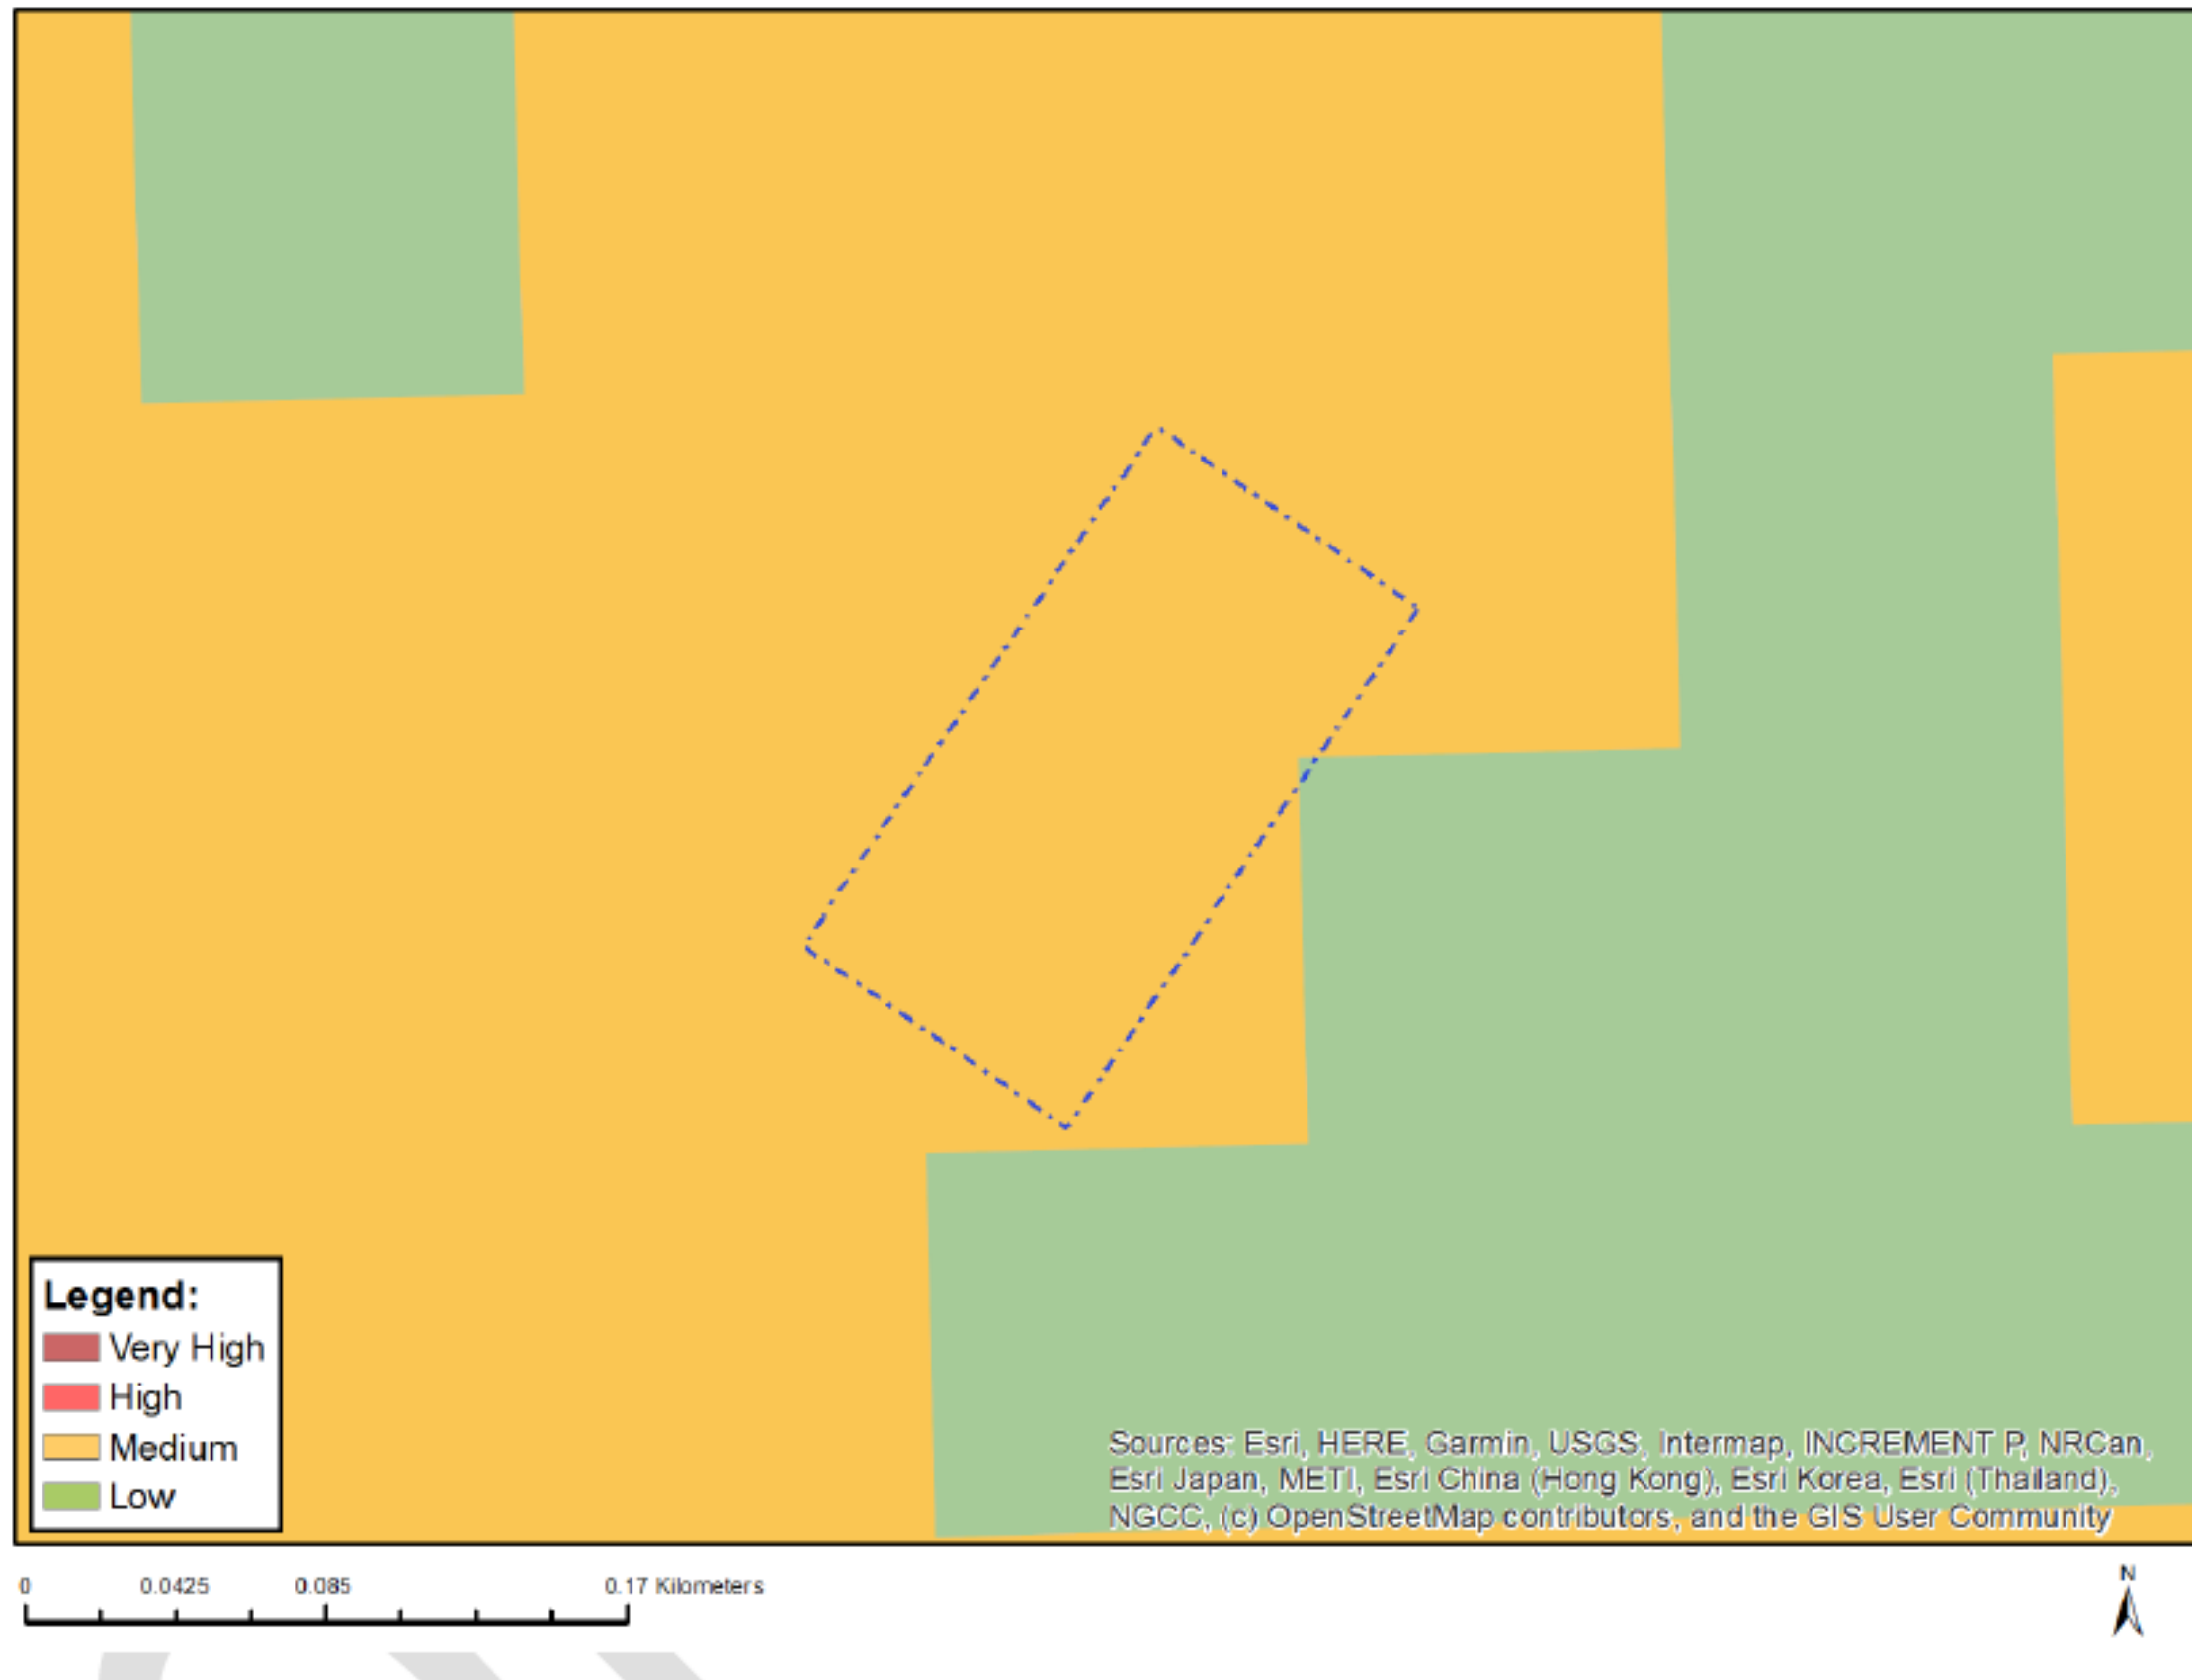 Legend:
Very High
High
Medium
Low
Sources: Esri, HERE, Garmin, USGS, Intermap, INCREMENT P, NRCan,
Esri Japan, METI, Esri China (Hong Kong), Esri Korea, Esri (Thailand),
NGCC, (c) OpenStreetMap contributors, and the GIS User Community
0 0.0425 0.085 0.17 Kilometers
N